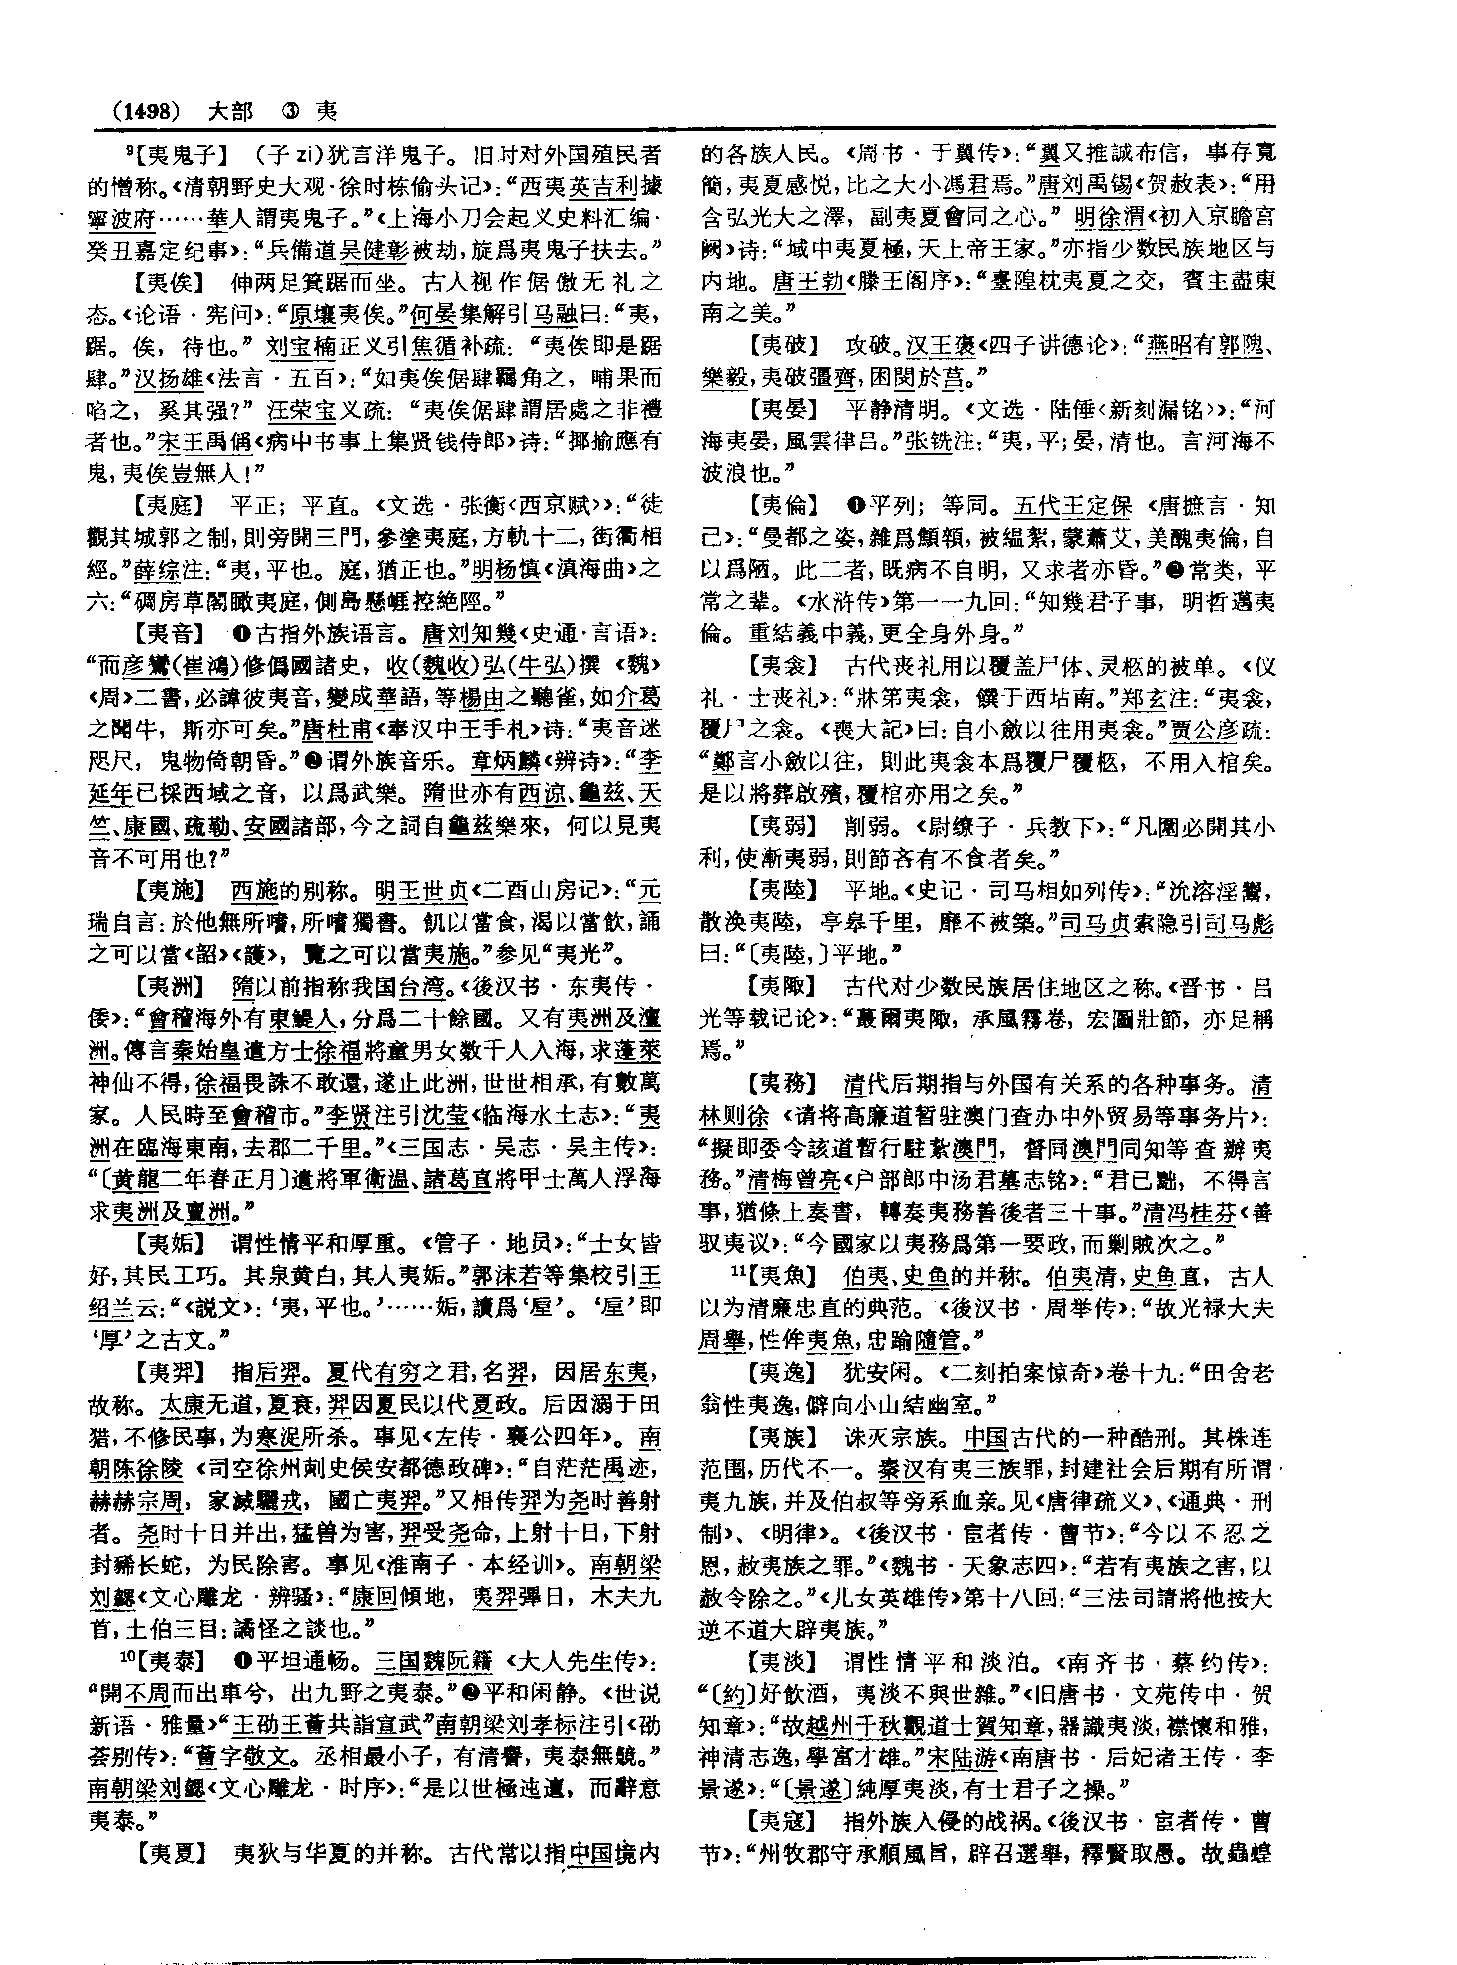 (1498) 大部 ③ 夷
⁹【夷鬼子】 (子 zi)犹言洋鬼子。旧时对外国殖民者
的憎称。《清朝野史大观·徐时栋偷头记》:“西夷英吉利據
寧波府……華人謂夷鬼子。”《上海小刀会起义史料汇编·
癸丑嘉定纪事》:“兵備道吴健彰被劫,旋爲夷鬼子扶去。”
【夷俟】 伸两足箕踞而坐。古人视作倨傲无礼之
态。《论语·宪问》:“原壤夷俟。”何晏集解引马融曰:“夷,
踞。俟,待也。”刘宝楠正义引焦循补疏:“夷俟即是踞
肆。”汉扬雄《法言·五百》:“如夷俟倨肆羈角之,哺果而
啗之,奚其强?”汪荣宝义疏:“夷俟倨肆謂居處之非禮
者也。”宋王禹偁《病中书事上集贤钱侍郎》诗:“揶揄應有
鬼,夷俟豈無人!”
【夷庭】 平正;平直。《文选·张衡〈西京赋〉》:“徒
觀其城郭之制,則旁開三門,參塗夷庭,方軌十二,街衢相
經。”薛综注:“夷,平也。庭,猶正也。”明杨慎《滇海曲》之
六:“碉房草閣瞰夷庭,側島懸崕控絶陘。”
【夷音】 ❶古指外族语言。唐刘知幾《史通·言语》:
“而彦鸞(崔鴻)修僞國諸史,收(魏收)弘(牛弘)撰《魏》
《周》二書,必諱彼夷音,變成華語,等楊由之聽雀,如介葛
之聞牛,斯亦可矣。”唐杜甫《奉汉中王手札》诗:“夷音迷
咫尺,鬼物倚朝昏。”❷谓外族音乐。章炳麟《辨诗》:“李
延年已採西域之音,以爲武樂。隋世亦有西凉、龜兹、天
竺、康國、疏勒、安國諸部,今之詞自龜兹樂來,何以見夷
音不可用也?”
【夷施】 西施的别称。明王世贞《二酉山房记》:“元
瑞自言:於他無所嗜,所嗜獨書。飢以當食,渴以當飲,誦
之可以當《韶》《護》,覽之可以當夷施。”参见“夷光”。
【夷洲】 隋以前指称我国台湾。《後汉书·东夷传·
倭》:“會稽海外有東鯷人,分爲二十餘國。又有夷洲及澶
洲。傳言秦始皇遣方士徐福將童男女数千人入海,求蓬萊
神仙不得,徐福畏誅不敢還,遂止此洲,世世相承,有數萬
家。人民時至會稽市。”李贤注引沈莹《临海水土志》:“夷
洲在臨海東南,去郡二千里。”《三国志·吴志·吴主传》:
“〔黄龍二年春正月〕遣將軍衛温、諸葛直將甲士萬人浮海
求夷洲及亶洲。”
【夷姤】 谓性情平和厚重。《管子·地员》:“士女皆
好,其民工巧。其泉黄白,其人夷姤。”郭沫若等集校引王
绍兰云:“《説文》:‘夷,平也。’……姤,讀爲‘垕’。‘垕’即
‘厚’之古文。”
【夷羿】 指后羿。夏代有穷之君,名羿,因居东夷,
故称。太康无道,夏衰,羿因夏民以代夏政。后因溺于田
猎,不修民事,为寒浞所杀。事见《左传·襄公四年》。南
朝陈徐陵《司空徐州刺史侯安都德政碑》:“自茫茫禹迹,
赫赫宗周,家滅驪戎,國亡夷羿。”又相传羿为尧时善射
者。尧时十日并出,猛兽为害,羿受尧命,上射十日,下射
封豨长蛇,为民除害。事见《淮南子·本经训》。南朝梁
刘勰《文心雕龙·辨骚》:“康回傾地,夷羿彈日,木夫九
首,土伯三目:譎怪之談也。”
¹⁰【夷泰】 ❶平坦通畅。三国魏阮籍《大人先生传》:
“開不周而出車兮,出九野之夷泰。”❷平和闲静。《世说
新语·雅量》“王劭王薈共詣宣武”南朝梁刘孝标注引《劭
荟别传》:“薈字敬文。丞相最小子,有清譽,夷泰無競。”
南朝梁刘勰《文心雕龙·时序》:“是以世極迍邅,而辭意
夷泰。”
【夷夏】 夷狄与华夏的并称。古代常以指中国境内
的各族人民。《周书·于翼传》:“翼又推誠布信,事存寬
簡,夷夏感悦,比之大小馮君焉。”唐刘禹锡《贺赦表》:“用
含弘光大之澤,副夷夏會同之心。”明徐渭《初入京瞻宫
阙》诗:“域中夷夏極,天上帝王家。”亦指少数民族地区与
内地。唐王勃《滕王阁序》:“臺隍枕夷夏之交,賓主盡東
南之美。”
【夷破】 攻破。汉王褒《四子讲德论》:“燕昭有郭隗、
樂毅,夷破彊齊,困閔於莒。”
【夷晏】 平静清明。《文选·陆倕〈新刻漏铭〉》:“河
海夷晏,風雲律吕。”张铣注:“夷,平;晏,清也。言河海不
波浪也。”
【夷倫】 ❶平列;等同。五代王定保《唐摭言·知
己》:“曼都之姿,雖爲顦顇,被緼絮,蒙蕭艾,美醜夷倫,自
以爲陋。此二者,既病不自明,又求者亦昏。”❷常类,平
常之辈。《水浒传》第一一九回:“知幾君子事,明哲邁夷
倫。重結義中義,更全身外身。”
【夷衾】 古代丧礼用以覆盖尸体、灵柩的被单。《仪
礼·士丧礼》:“牀笫夷衾,饌于西坫南。”郑玄注:“夷衾,
覆尸之衾。《喪大記》曰:自小斂以往用夷衾。”贾公彦疏:
“鄭言小斂以往,則此夷衾本爲覆尸覆柩,不用入棺矣。
是以將葬啟殯,覆棺亦用之矣。”
【夷弱】 削弱。《尉缭子·兵教下》:“凡圍必開其小
利,使漸夷弱,則節吝有不食者矣。”
【夷陸】 平地。《史记·司马相如列传》:“沇溶淫鬻,
散涣夷陸,亭皋千里,靡不被築。”司马贞索隐引司马彪
曰:“〔夷陸,〕平地。”
【夷陬】 古代对少数民族居住地区之称。《晋书·吕
光等载记论》:“蕞爾夷陬,承風霧卷,宏圖壯節,亦足稱
焉。”
【夷務】 清代后期指与外国有关系的各种事务。清
林则徐《请将高廉道暂驻澳门查办中外贸易等事务片》:
“擬即委令該道暫行駐紮澳門,督同澳門同知等查辦夷
務。”清梅曾亮《户部郎中汤君墓志铭》:“君已黜,不得言
事,猶條上奏書,轉奏夷務善後者三十事。”清冯桂芬《善
驭夷议》:“今國家以夷務爲第一要政,而剿賊次之。”
¹¹【夷魚】 伯夷、史鱼的并称。伯夷清,史鱼直,古人
以为清廉忠直的典范。《後汉书·周举传》:“故光禄大夫
周舉,性侔夷魚,忠踰隨管。”
【夷逸】 犹安闲。《二刻拍案惊奇》卷十九:“田舍老
翁性夷逸,僻向小山結幽室。”
【夷族】 诛灭宗族。中国古代的一种酷刑。其株连
范围,历代不一。秦汉有夷三族罪,封建社会后期有所谓
夷九族,并及伯叔等旁系血亲。见《唐律疏义》、《通典·刑
制》、《明律》。《後汉书·宦者传·曹节》:“今以不忍之
恩,赦夷族之罪。”《魏书·天象志四》:“若有夷族之害,以
赦令除之。”《儿女英雄传》第十八回:“三法司請將他按大
逆不道大辟夷族。”
【夷淡】 谓性情平和淡泊。《南齐书·蔡约传》:
“〔約〕好飲酒,夷淡不與世雜。”《旧唐书·文苑传中·贺
知章》:“故越州千秋觀道士賀知章,器識夷淡,襟懷和雅,
神清志逸,學富才雄。”宋陆游《南唐书·后妃诸王传·李
景遂》:“〔景遂〕純厚夷淡,有士君子之操。”
【夷寇】 指外族入侵的战祸。《後汉书·宦者传·曹
节》:“州牧郡守承順風旨,辟召選舉,釋賢取愚。故蟲蝗